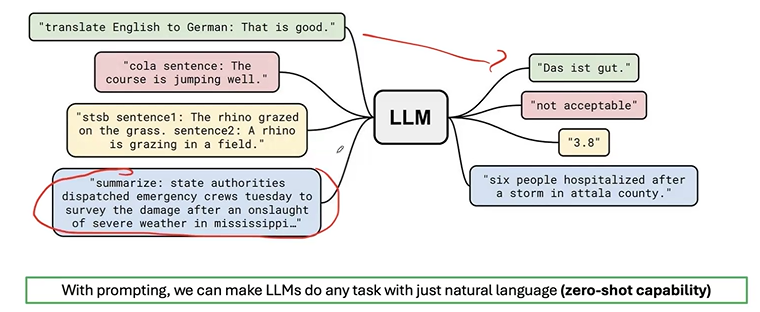 "translate English to German: That is good."
"cola sentence: The
course is jumping well."
"stsb sentence1: The rhino grazed
on the grass. sentence2: A rhino
is grazing in a field."
"summarize: state authorities
dispatched emergency crews tuesday to
survey the damage after an onslaught
of severe weather in mississippi…"
LLM
"Das ist gut."
"not acceptable"
"3.8"
"six people hospitalized after
a storm in attala county."
With prompting, we can make LLMs do any task with just natural language (zero-shot capability)